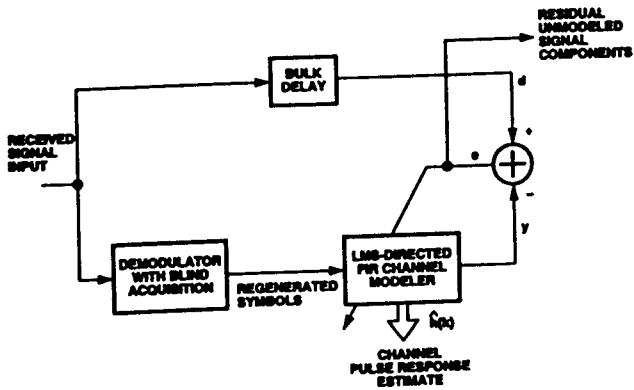 RESIDUAL
UNMODELED
SIGNAL
COMPONENTS
BULK
DELAY
d
+
RECEIVED
SIGNAL
INPUT
e
−
y
DEMODULATOR
WITH BLIND
ACQUISITION
REGENERATED
SYMBOLS
LMS-DIRECTED
FIR CHANNEL
MODELER
ĥ(k)
CHANNEL
PULSE RESPONSE
ESTIMATE